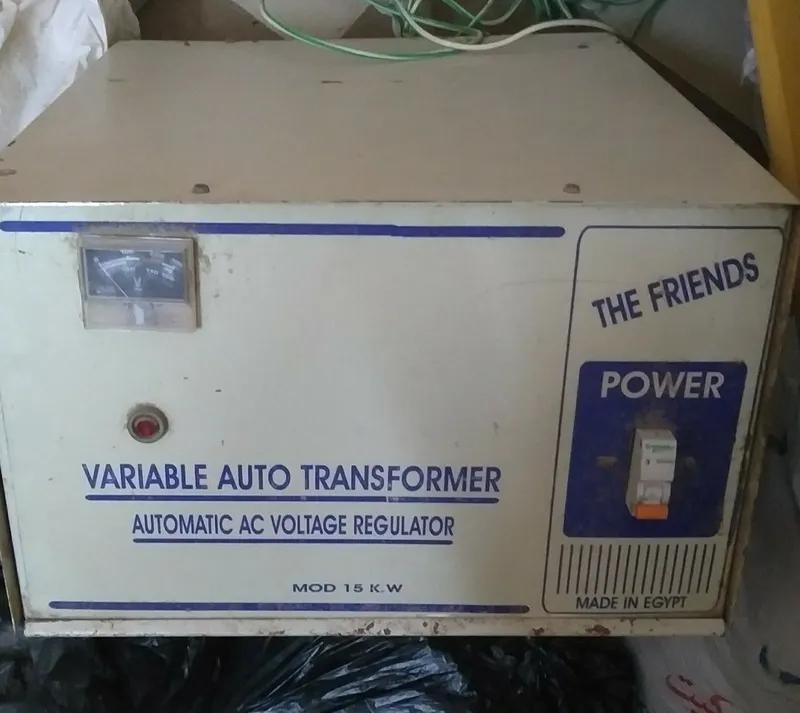 THE FRIENDS
POWER
VARIABLE AUTO TRANSFORMER
AUTOMATIC AC VOLTAGE REGULATOR
MOD 15 K.W
MADE IN EGYPT